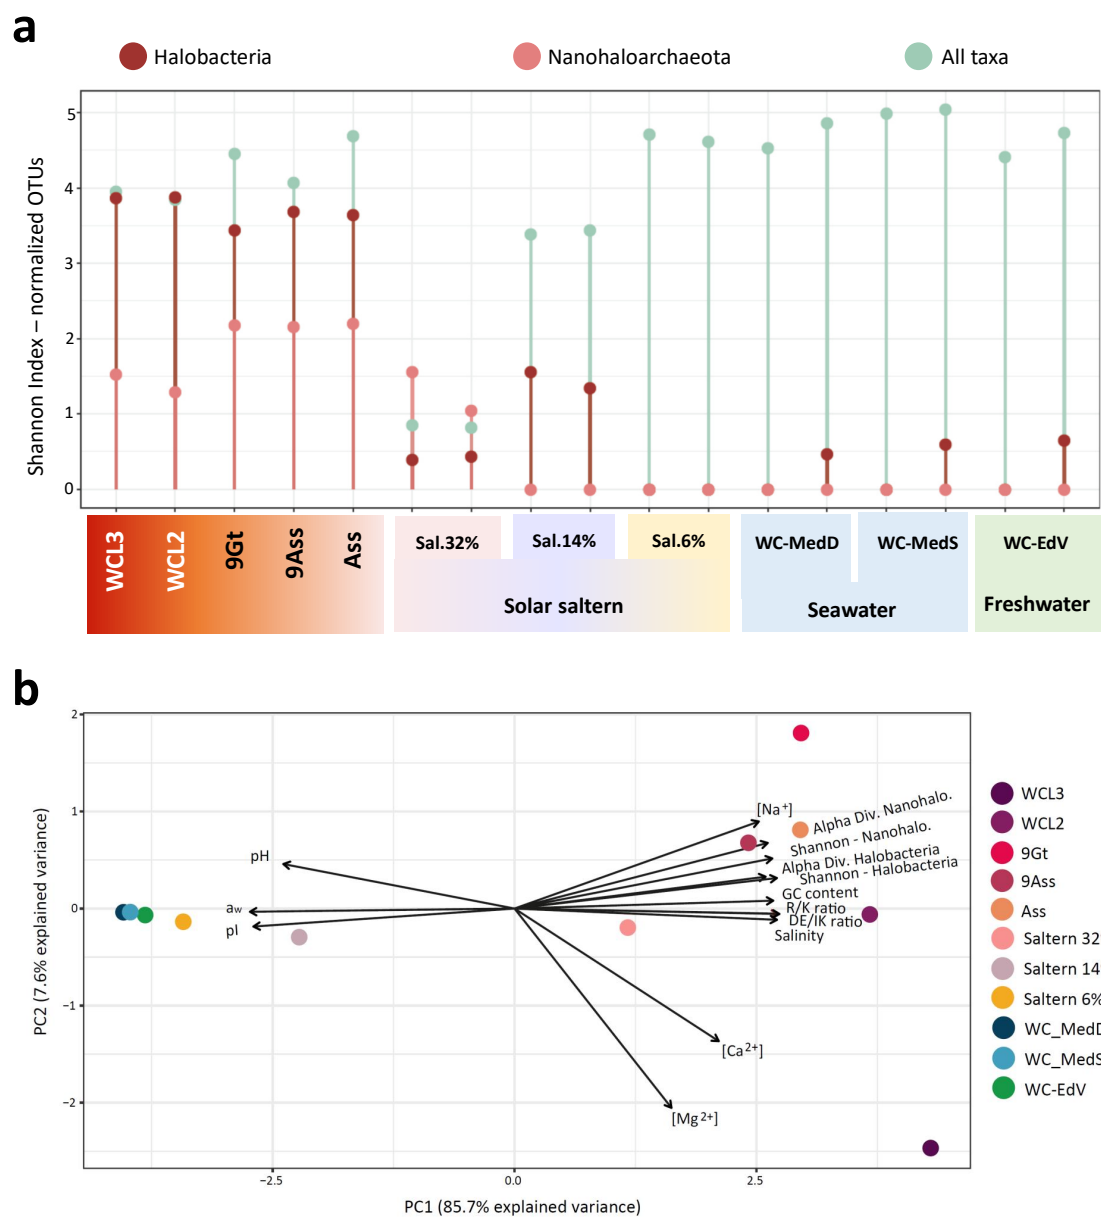 a
Halobacteria
Nanohaloarchaeota
All taxa
Shannon Index – normalized OTUs
5
4
3
2
1
0
WCL3
WCL2
9Gt
9Ass
Ass
Sal.32%
Sal.14%
Sal.6%
WC-MedD
WC-MedS
WC-EdV
Solar saltern
Seawater
Freshwater
b
PC2 (7.6% explained variance)
2
1
0
−1
−2
[Na+]
Alpha Div. Nanohalo.
Shannon - Nanohalo.
Alpha Div. Halobacteria
Shannon - Halobacteria
GC content
R/K ratio
DE/IK ratio
Salinity
pH
aw
pI
[Ca2+]
[Mg2+]
−2.5
0.0
2.5
PC1 (85.7% explained variance)
WCL3
WCL2
9Gt
9Ass
Ass
Saltern 32
Saltern 14
Saltern 6%
WC_MedD
WC_MedS
WC-EdV